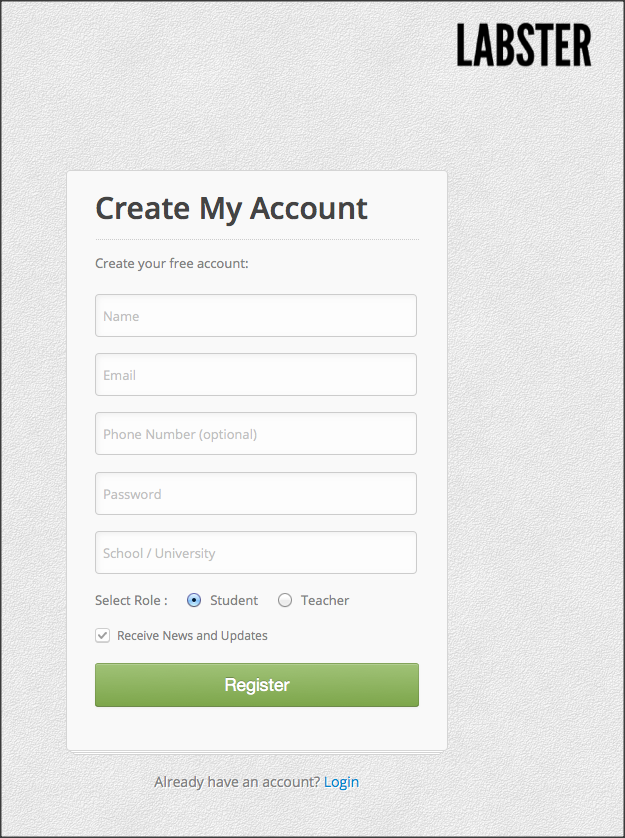 LABSTER
Create My Account
Create your free account:
Name
Email
Phone Number (optional)
Password
School / University
Select Role : Student Teacher
Receive News and Updates
Register
Already have an account? Login